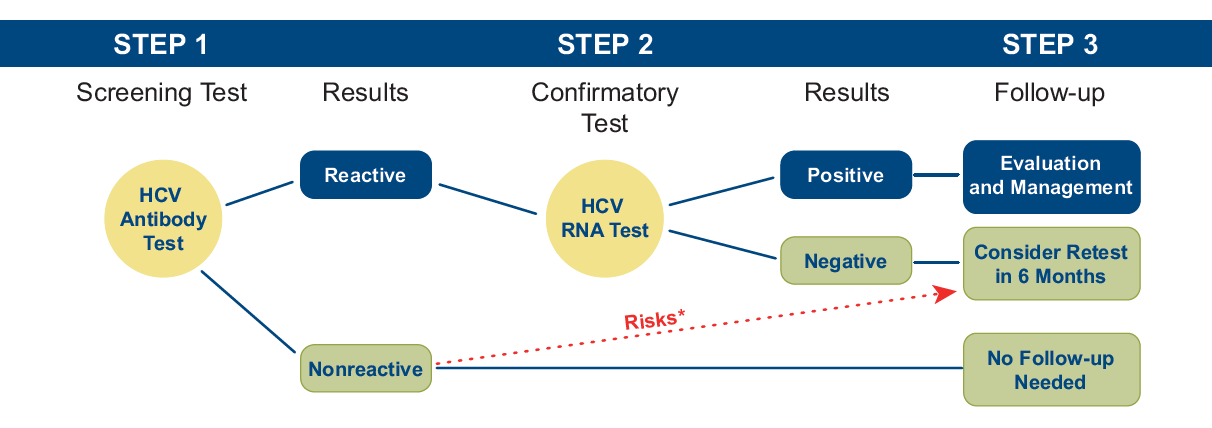 STEP 1
STEP 2
STEP 3
Screening Test
Results
Confirmatory
Test
Results
Follow-up
HCV
Antibody
Test
Reactive
HCV
RNA Test
Positive
Evaluation
and Management
Negative
Consider Retest
in 6 Months
Risks*
Nonreactive
No Follow-up
Needed